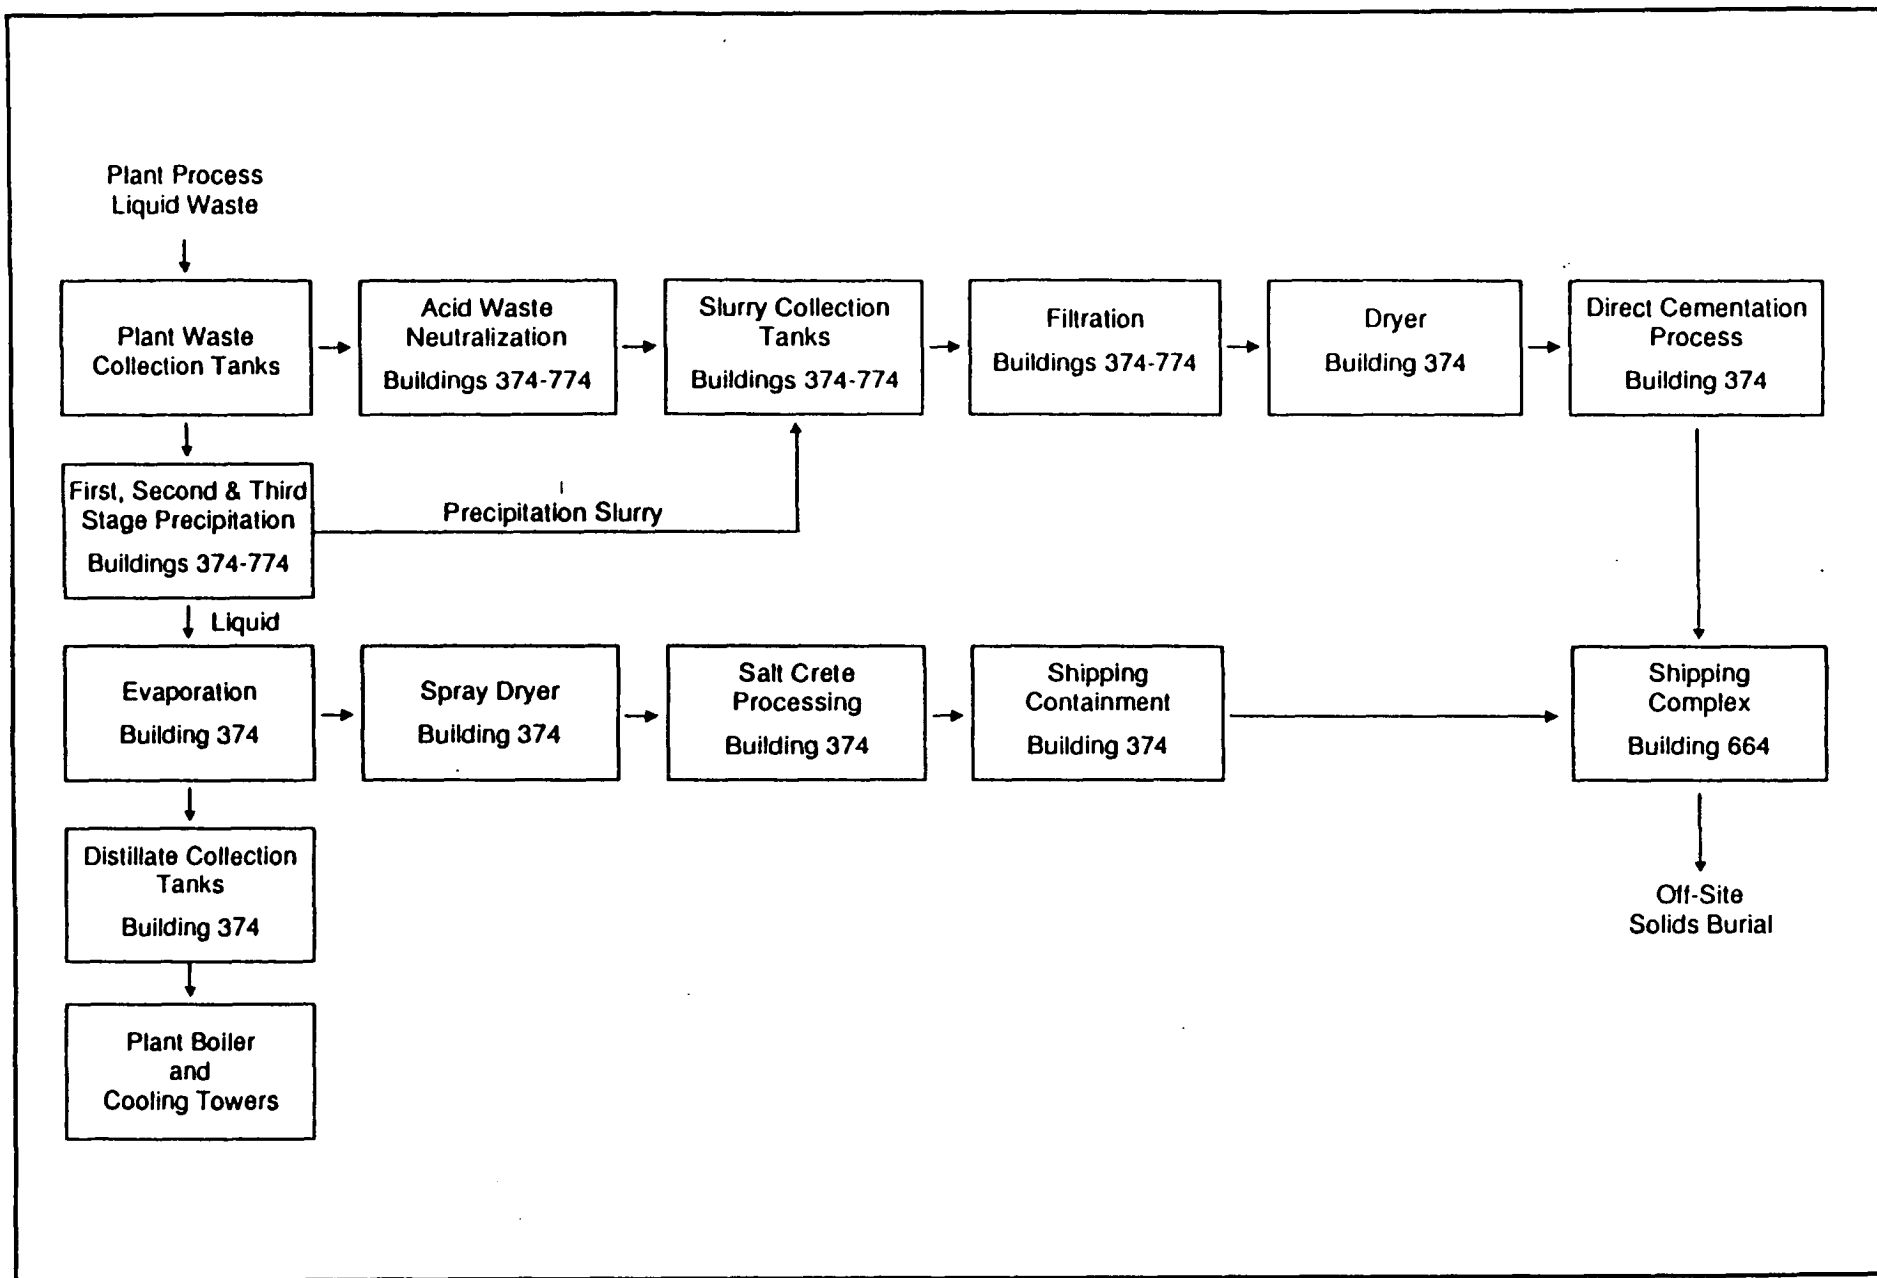 Plant Process
Liquid Waste
Plant Waste
Collection Tanks
Acid Waste
Neutralization
Buildings 374-774
Slurry Collection
Tanks
Buildings 374-774
Filtration
Buildings 374-774
Dryer
Building 374
Direct Cementation
Process
Building 374
First, Second & Third
Stage Precipitation
Buildings 374-774
Precipitation Slurry
Liquid
Evaporation
Building 374
Spray Dryer
Building 374
Salt Crete
Processing
Building 374
Shipping
Containment
Building 374
Shipping
Complex
Building 664
Distillate Collection
Tanks
Building 374
Off-Site
Solids Burial
Plant Boiler
and
Cooling Towers